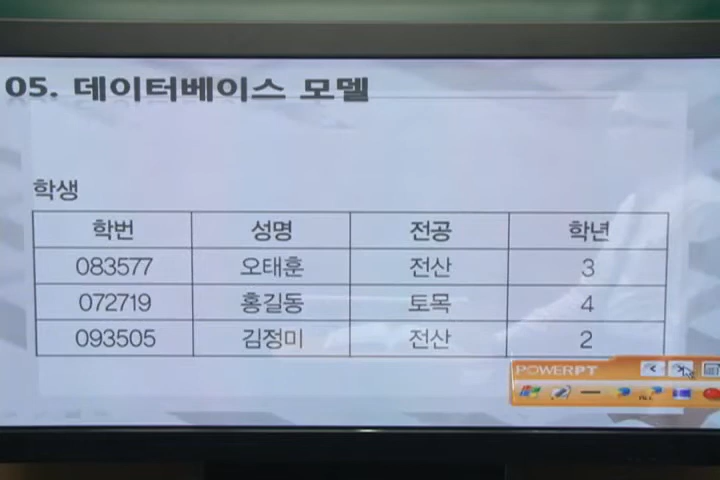 05. 데이터베이스 모델
학생
학번 성명 전공 학년
083577 오태훈 전산 3
072719 홍길동 토목 4
093505 김정미 전산 2
POWERPT